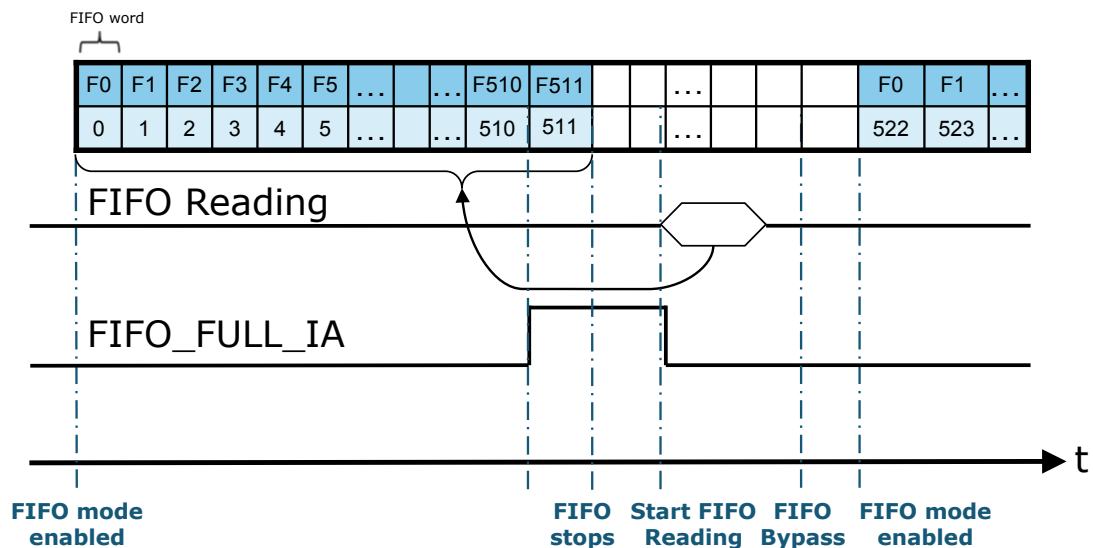 FIFO word
F0 F1 F2 F3 F4 F5 ... ... F510 F511 ... F0 F1 ...
0 1 2 3 4 5 ... ... 510 511 ... 522 523 ...
FIFO Reading
FIFO_FULL_IA
t
FIFO mode enabled
FIFO stops
Start FIFO Reading
FIFO Bypass
FIFO mode enabled